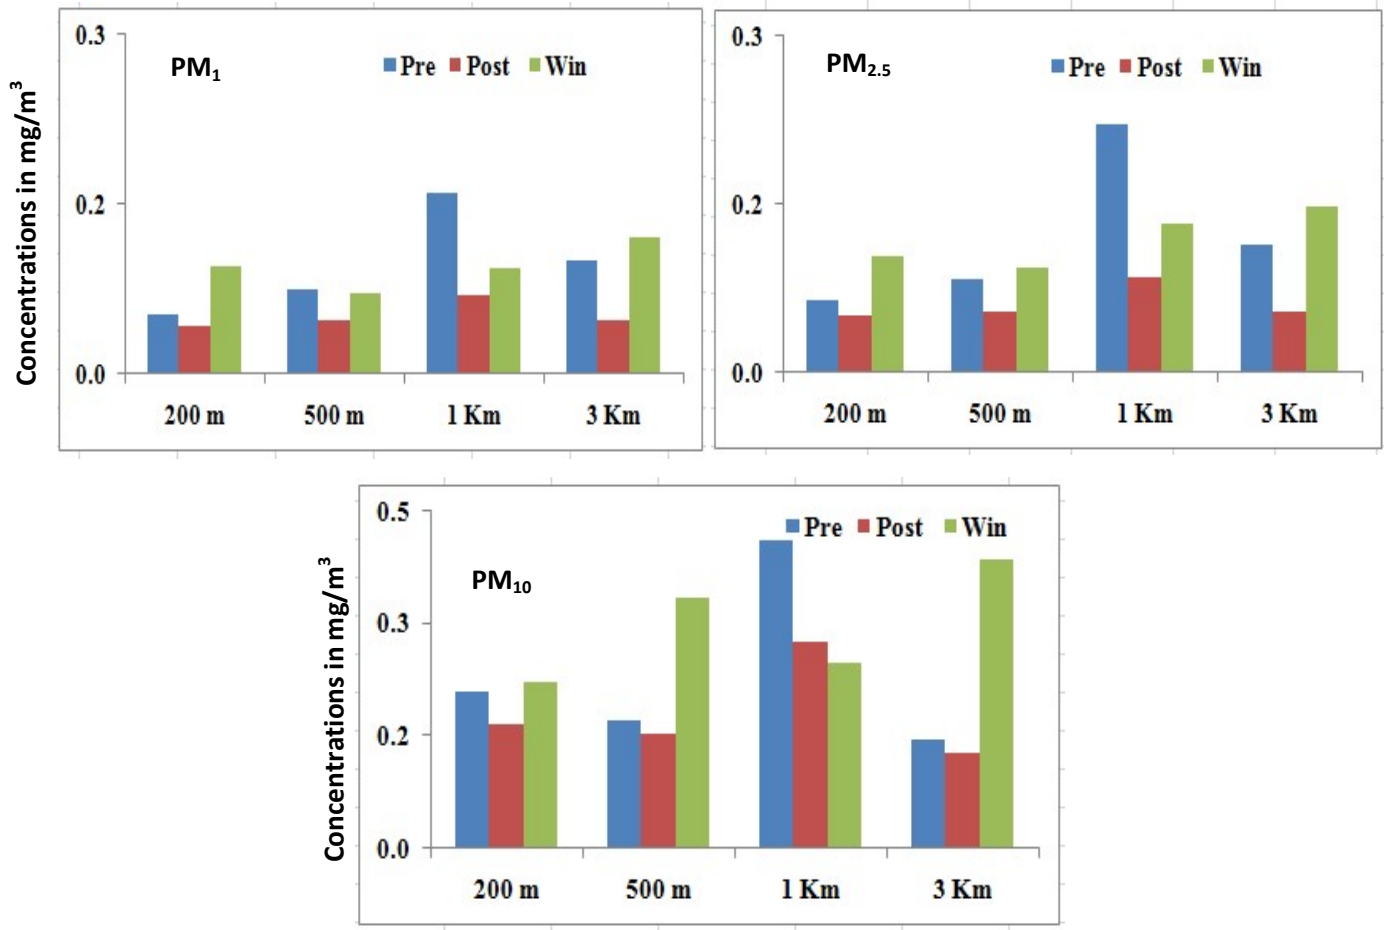 0.3
PM1
Pre Post Win
Concentrations in mg/m3
0.2
0.0
200 m 500 m 1 Km 3 Km
0.3
PM2.5
Pre Post Win
0.2
0.0
200 m 500 m 1 Km 3 Km
0.5
Pre Post Win
PM10
Concentrations in mg/m3
0.3
0.2
0.0
200 m 500 m 1 Km 3 Km